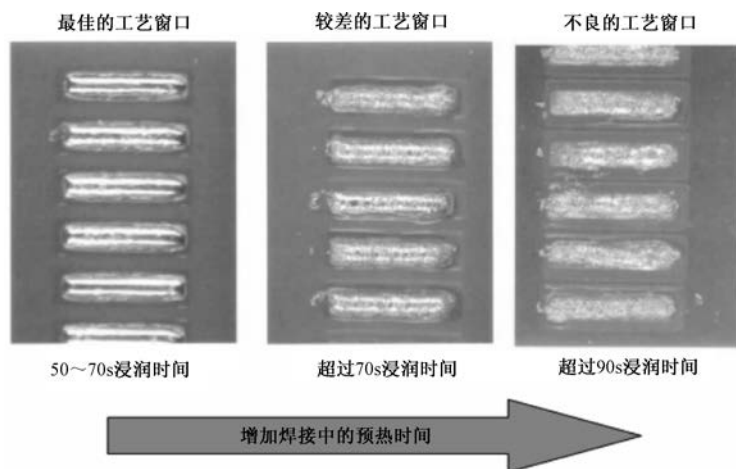 最佳的工艺窗口
较差的工艺窗口
不良的工艺窗口
50～70s浸润时间
超过70s浸润时间
超过90s浸润时间
增加焊接中的预热时间